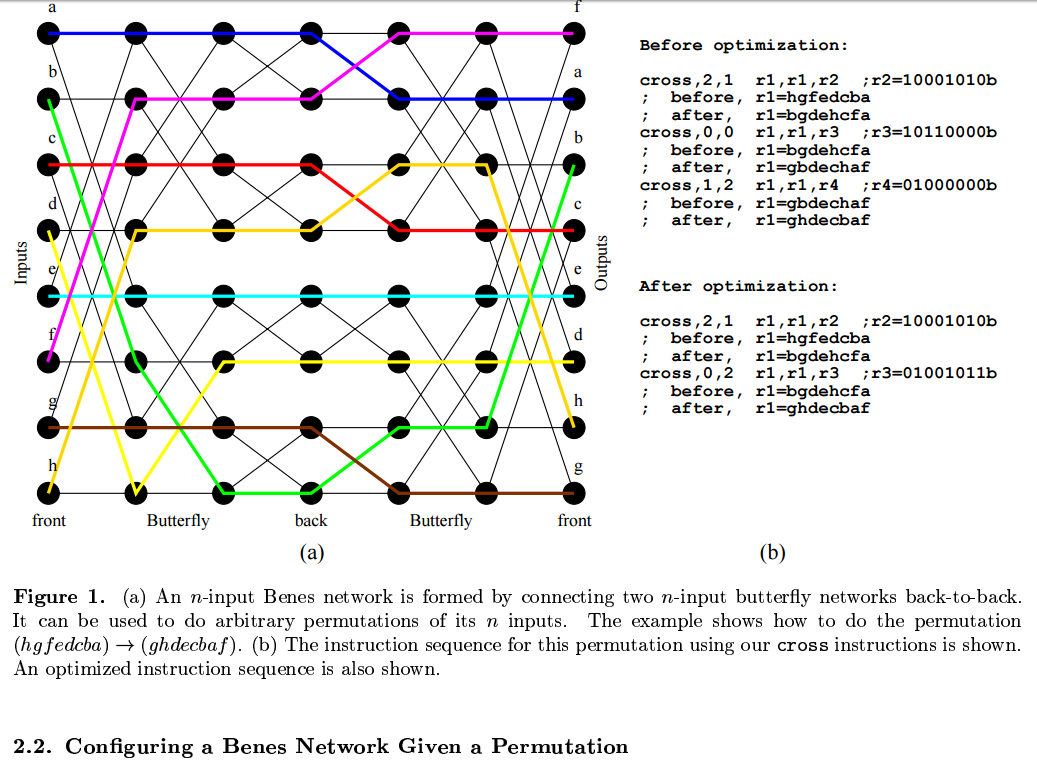 a
f
b
a
c
b
d
c
e
e
f
d
g
h
h
g
Inputs
Outputs
front
Butterfly
back
Butterfly
front
(a)
Before optimization:
cross,2,1  r1,r1,r2  ;r2=10001010b
;  before, r1=hgfedcba
;  after,  r1=bgdehcfa
cross,0,0  r1,r1,r3  ;r3=10110000b
;  before, r1=bgdehcfa
;  after,  r1=gbdechaf
cross,1,2  r1,r1,r4  ;r4=01000000b
;  before, r1=gbdechaf
;  after,  r1=ghdecbaf
After optimization:
cross,2,1  r1,r1,r2  ;r2=10001010b
;  before, r1=hgfedcba
;  after,  r1=bgdehcfa
cross,0,2  r1,r1,r3  ;r3=01001011b
;  before, r1=bgdehcfa
;  after,  r1=ghdecbaf
(b)
Figure 1. (a) An n-input Benes network is formed by connecting two n-input butterfly networks back-to-back.
It can be used to do arbitrary permutations of its n inputs. The example shows how to do the permutation
(hgfedcba) → (ghdecbaf). (b) The instruction sequence for this permutation using our cross instructions is shown.
An optimized instruction sequence is also shown.
2.2. Configuring a Benes Network Given a Permutation